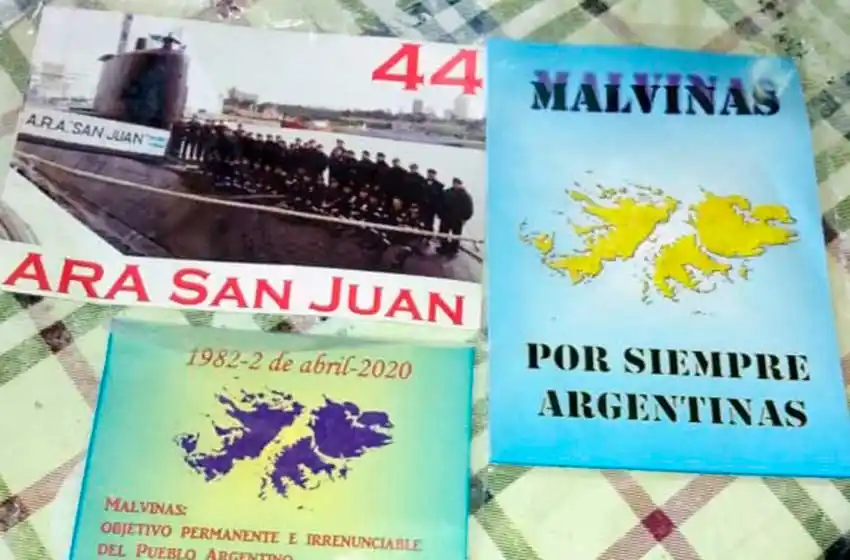 44
A.R.A. "SAN JUAN"
ARA SAN JUAN
MALVINAS
POR SIEMPRE
ARGENTINAS
1982-2 de abril-2020
MALVINAS:
OBJETIVO PERMANENTE E IRRENUNCIABLE
DEL PUEBLO ARGENTINO